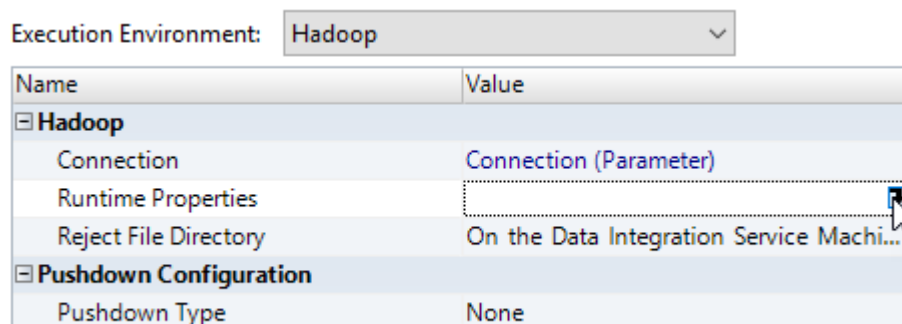 Execution Environment: Hadoop
Name Value
Hadoop
Connection Connection (Parameter)
Runtime Properties
Reject File Directory On the Data Integration Service Machi...
Pushdown Configuration
Pushdown Type None